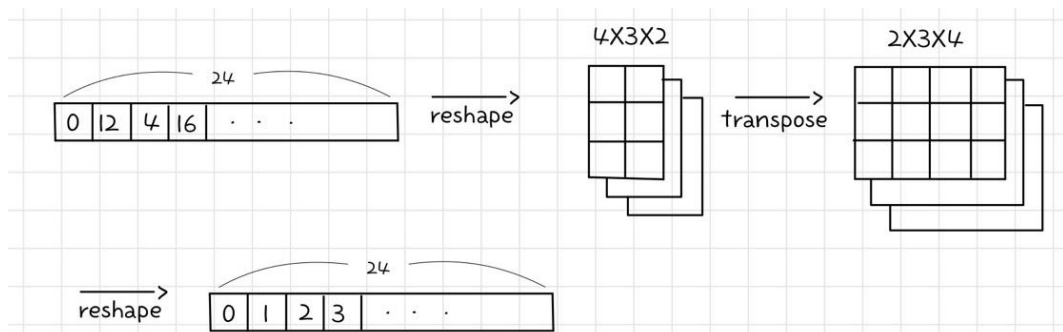 4X3X2
2X3X4
24
0 12 4 16 . . .
reshape
transpose
24
reshape
0 1 2 3 . . .